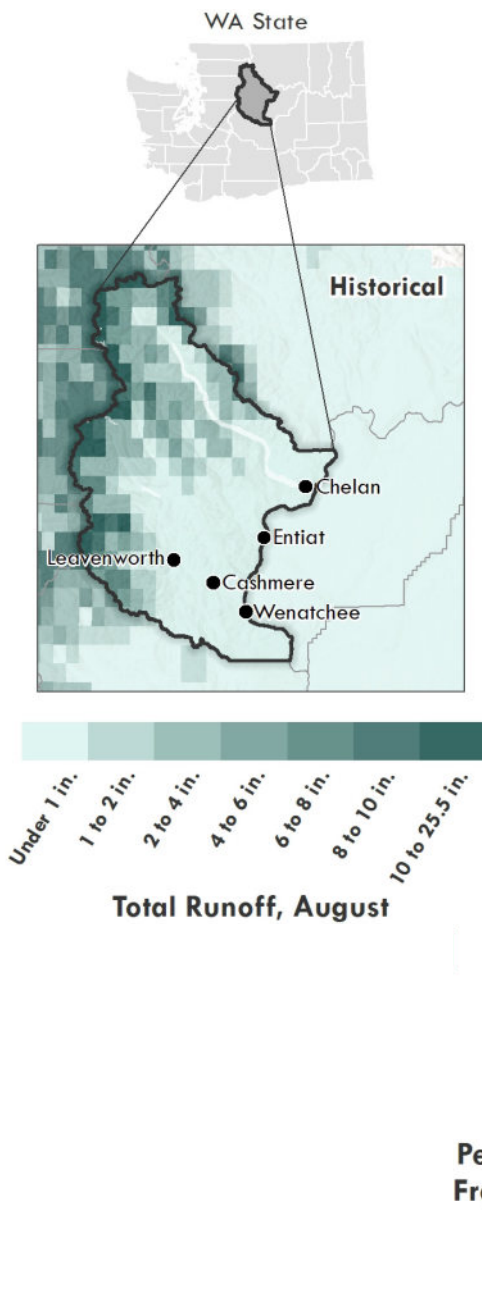 WA State
Historical
Chelan
Entiat
Leavenworth
Cashmere
Wenatchee
Under 1 in.
1 to 2 in.
2 to 4 in.
4 to 6 in.
6 to 8 in.
8 to 10 in.
10 to 25.5 in.
Total Runoff, August